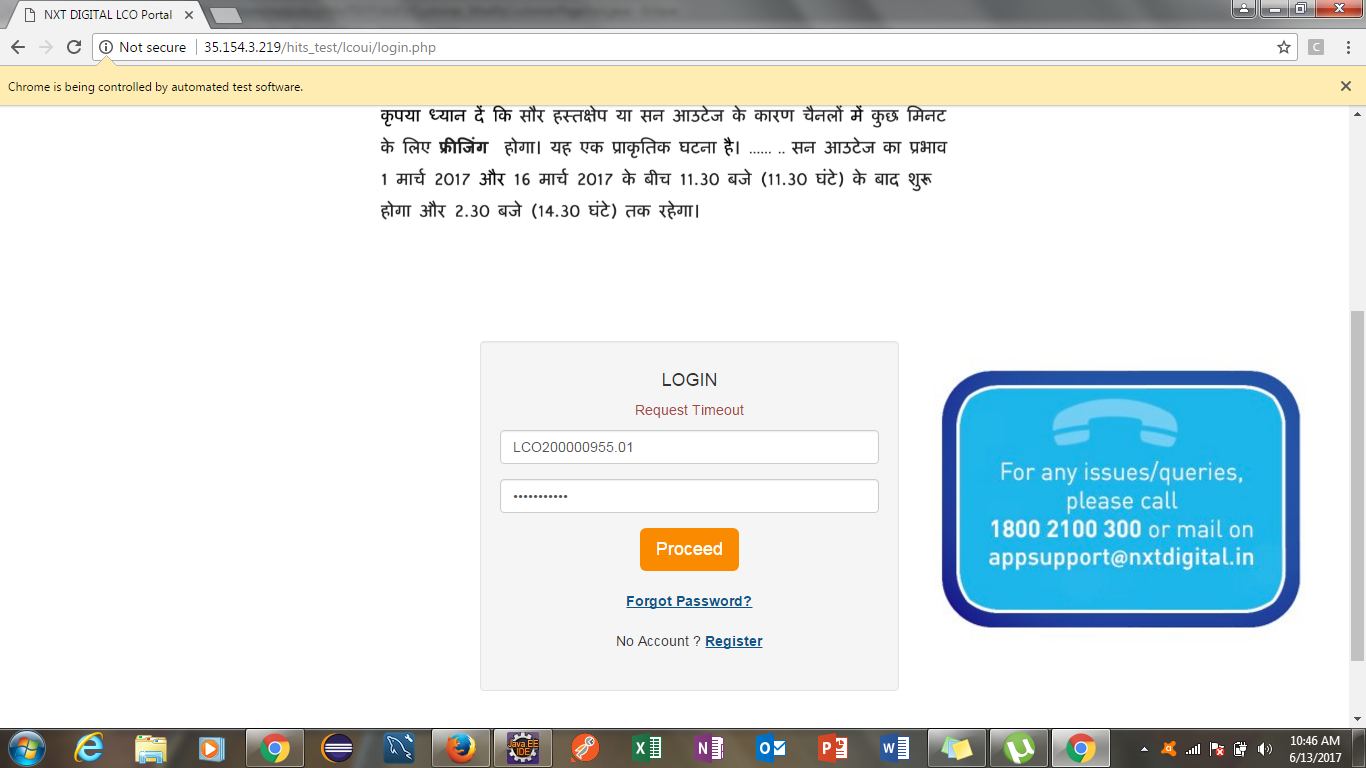 NXT DIGITAL LCO Portal
Not secure
35.154.3.219/hits_test/lcoui/login.php
C
Chrome is being controlled by automated test software.
कृपया ध्यान दें कि सौर हस्तक्षेप या सन आउटेज के कारण चैनलों में कुछ मिनट
के लिए फ्रीजिंग होगा। यह एक प्राकृतिक घटना है। ...... .. सन आउटेज का प्रभाव
1 मार्च 2017 और 16 मार्च 2017 के बीच 11.30 बजे (11.30 घंटे) के बाद शुरू
होगा और 2.30 बजे (14.30 घंटे) तक रहेगा।
LOGIN
Request Timeout
LCO200000955.01
•••••••••••
Proceed
Forgot Password?
No Account ? Register
For any issues/queries,
please call
1800 2100 300 or mail on
appsupport@nxtdigital.in
Java EE
IDE
10:46 AM
6/13/2017